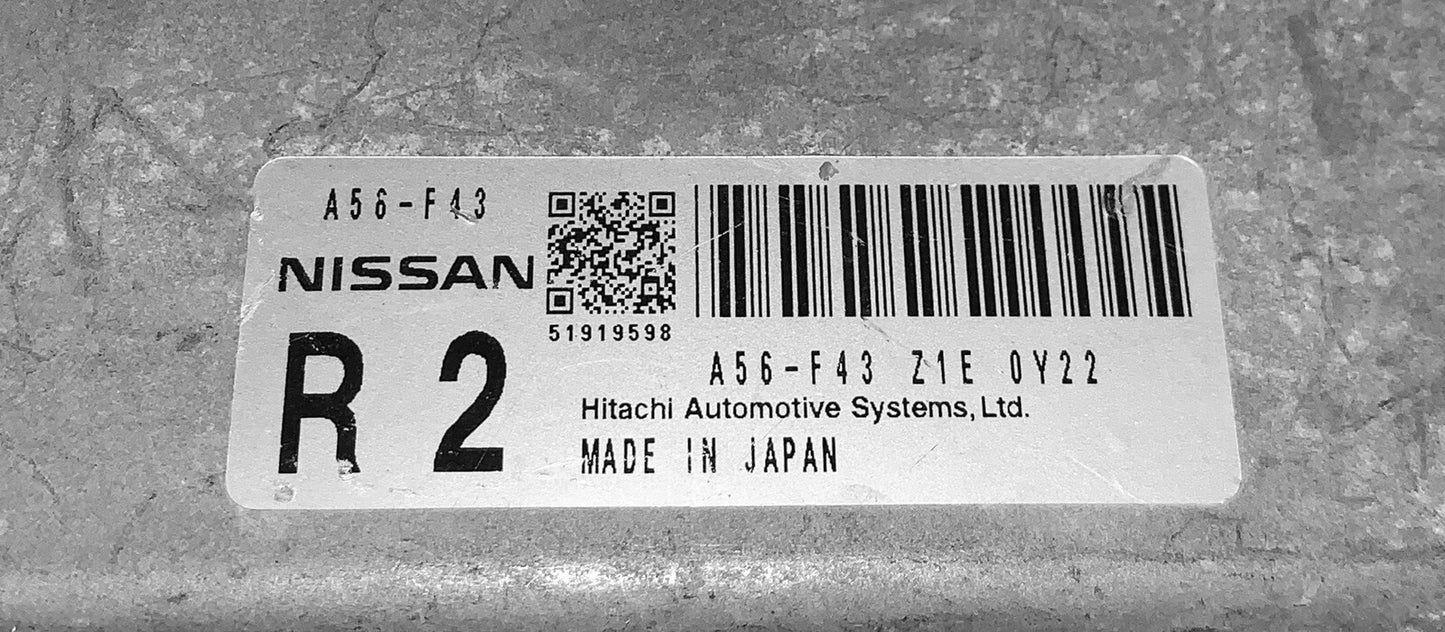 A56-F43
NISSAN
R 2
51919598
A56-F43 Z1E 0Y22
Hitachi Automotive Systems, Ltd.
MADE IN JAPAN